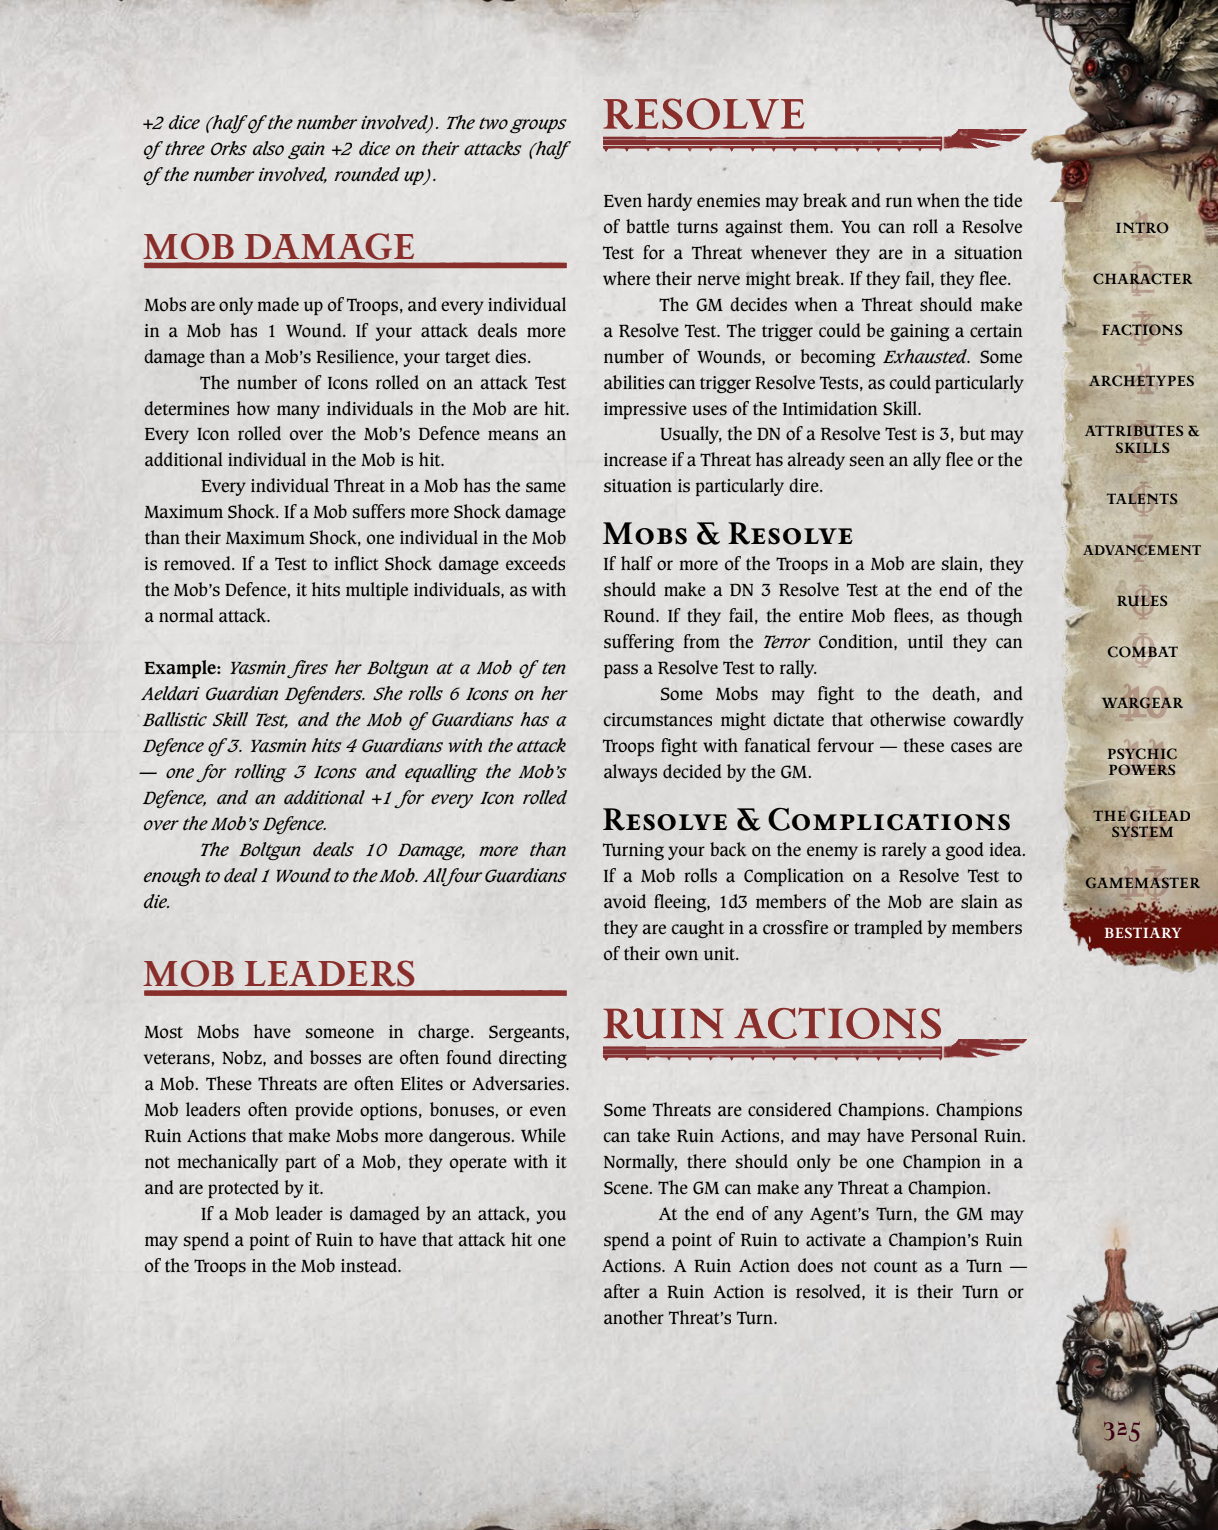 +2 dice (half of the number involved). The two groups
of three Orks also gain +2 dice on their attacks (half
of the number involved, rounded up).
MOB DAMAGE
Mobs are only made up of Troops, and every individual
in a Mob has 1 Wound. If your attack deals more
damage than a Mob's Resilience, your target dies.
The number of Icons rolled on an attack Test
determines how many individuals in the Mob are hit.
Every Icon rolled over the Mob's Defence means an
additional individual in the Mob is hit.
Every individual Threat in a Mob has the same
Maximum Shock. If a Mob suffers more Shock damage
than their Maximum Shock, one individual in the Mob
is removed. If a Test to inflict Shock damage exceeds
the Mob's Defence, it hits multiple individuals, as with
a normal attack.
Example: Yasmin fires her Boltgun at a Mob of ten
Aeldari Guardian Defenders. She rolls 6 Icons on her
Ballistic Skill Test, and the Mob of Guardians has a
Defence of 3. Yasmin hits 4 Guardians with the attack
— one for rolling 3 Icons and equalling the Mob's
Defence, and an additional +1 for every Icon rolled
over the Mob's Defence.
The Boltgun deals 10 Damage, more than
enough to deal 1 Wound to the Mob. All four Guardians
die.
MOB LEADERS
Most Mobs have someone in charge. Sergeants,
veterans, Nobz, and bosses are often found directing
a Mob. These Threats are often Elites or Adversaries.
Mob leaders often provide options, bonuses, or even
Ruin Actions that make Mobs more dangerous. While
not mechanically part of a Mob, they operate with it
and are protected by it.
If a Mob leader is damaged by an attack, you
may spend a point of Ruin to have that attack hit one
of the Troops in the Mob instead.
RESOLVE
Even hardy enemies may break and run when the tide
of battle turns against them. You can roll a Resolve
Test for a Threat whenever they are in a situation
where their nerve might break. If they fail, they flee.
The GM decides when a Threat should make
a Resolve Test. The trigger could be gaining a certain
number of Wounds, or becoming Exhausted. Some
abilities can trigger Resolve Tests, as could particularly
impressive uses of the Intimidation Skill.
Usually, the DN of a Resolve Test is 3, but may
increase if a Threat has already seen an ally flee or the
situation is particularly dire.
MOBS & RESOLVE
If half or more of the Troops in a Mob are slain, they
should make a DN 3 Resolve Test at the end of the
Round. If they fail, the entire Mob flees, as though
suffering from the Terror Condition, until they can
pass a Resolve Test to rally.
Some Mobs may fight to the death, and
circumstances might dictate that otherwise cowardly
Troops fight with fanatical fervour — these cases are
always decided by the GM.
RESOLVE & COMPLICATIONS
Turning your back on the enemy is rarely a good idea.
If a Mob rolls a Complication on a Resolve Test to
avoid fleeing, 1d3 members of the Mob are slain as
they are caught in a crossfire or trampled by members
of their own unit.
RUIN ACTIONS
Some Threats are considered Champions. Champions
can take Ruin Actions, and may have Personal Ruin.
Normally, there should only be one Champion in a
Scene. The GM can make any Threat a Champion.
At the end of any Agent's Turn, the GM may
spend a point of Ruin to activate a Champion's Ruin
Actions. A Ruin Action does not count as a Turn —
after a Ruin Action is resolved, it is their Turn or
another Threat's Turn.
INTRO
CHARACTER
FACTIONS
ARCHETYPES
ATTRIBUTES &
SKILLS
TALENTS
ADVANCEMENT
RULES
COMBAT
WARGEAR
PSYCHIC
POWERS
THE GILEAD
SYSTEM
GAMEMASTER
BESTIARY
325